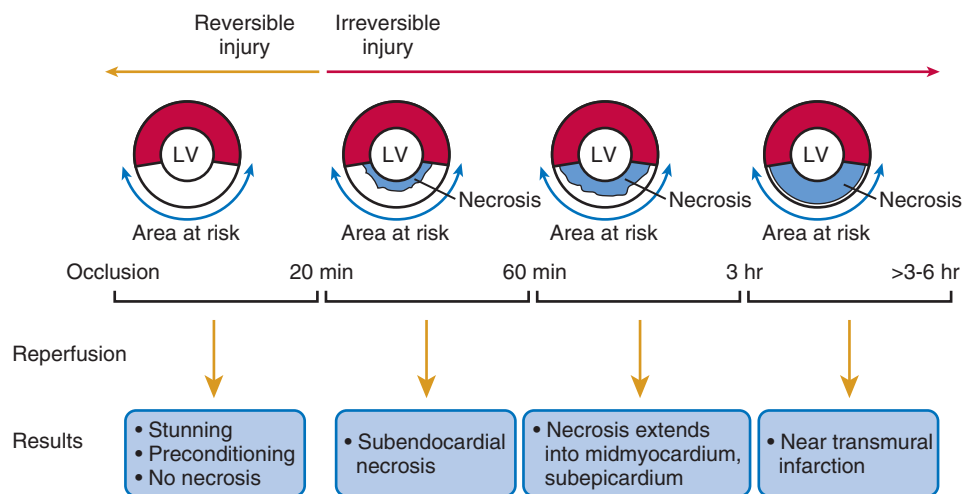 Reversible
injury
Irreversible
injury
LV
LV
LV
LV
Necrosis
Necrosis
Necrosis
Area at risk
Area at risk
Area at risk
Area at risk
Occlusion
20 min
60 min
3 hr
>3-6 hr
Reperfusion
Results
• Stunning
• Preconditioning
• No necrosis
• Subendocardial
necrosis
• Necrosis extends
into midmyocardium,
subepicardium
• Near transmural
infarction